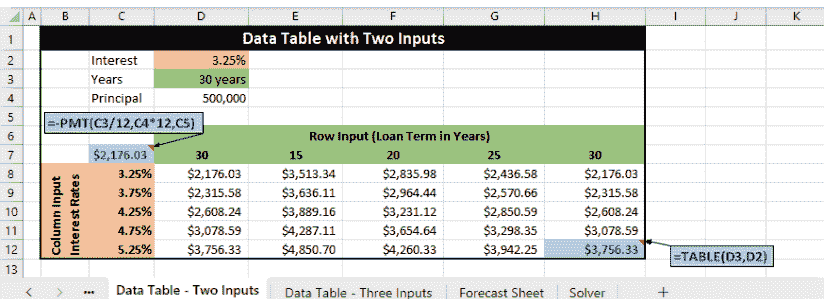 A B C D E F G H I J K
1 Data Table with Two Inputs
2 Interest 3.25%
3 Years 30 years
4 Principal 500,000
5 =-PMT(C3/12,C4*12,C5)
6 Row Input (Loan Term in Years)
7 $2,176.03 30 15 20 25 30
8 3.25% $2,176.03 $3,513.34 $2,835.98 $2,436.58 $2,176.03
9 3.75% $2,315.58 $3,636.11 $2,964.44 $2,570.66 $2,315.58
10 4.25% $2,608.24 $3,889.16 $3,231.12 $2,850.59 $2,608.24
11 4.75% $3,078.59 $4,287.11 $3,654.64 $3,298.35 $3,078.59
12 5.25% $3,756.33 $4,850.70 $4,260.33 $3,942.25 $3,756.33
Column Input
Interest Rates
=TABLE(D3,D2)
13
< > ... Data Table - Two Inputs Data Table - Three Inputs Forecast Sheet Solver +